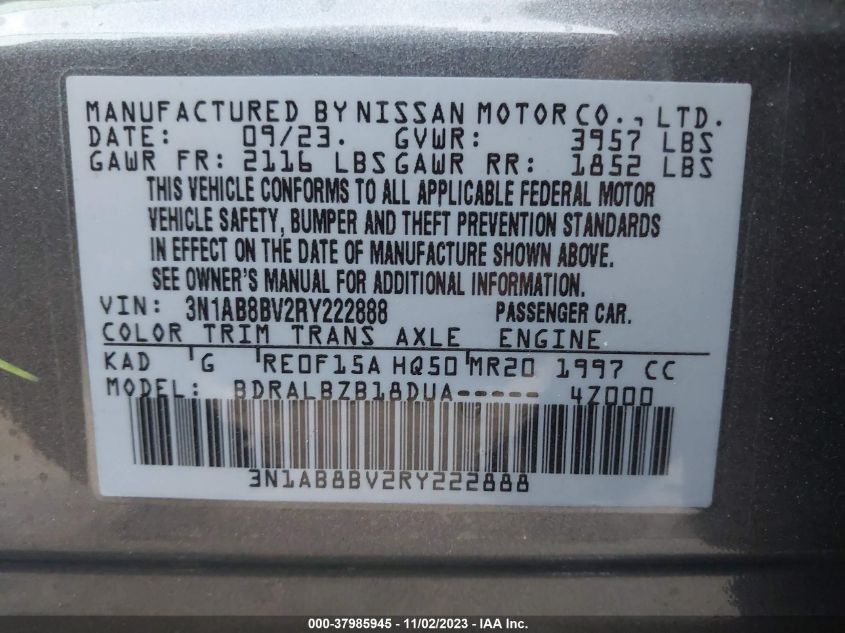 MANUFACTURED BY NISSAN MOTOR CO., LTD.
DATE: 09/23. GVWR: 3957 LBS
GAWR FR: 2116 LBS GAWR RR: 1852 LBS
THIS VEHICLE CONFORMS TO ALL APPLICABLE FEDERAL MOTOR
VEHICLE SAFETY, BUMPER AND THEFT PREVENTION STANDARDS
IN EFFECT ON THE DATE OF MANUFACTURE SHOWN ABOVE.
SEE OWNER'S MANUAL FOR ADDITIONAL INFORMATION.
VIN: 3N1AB8BV2RY222888 PASSENGER CAR.
COLOR TRIM TRANS AXLE ENGINE
KAD G RE0F15A HQ50 MR20 1997 CC
MODEL: BDRALBZB18DUA----- 4Z000
3N1AB8BV2RY222888
000-37985945 - 11/02/2023 - IAA Inc.